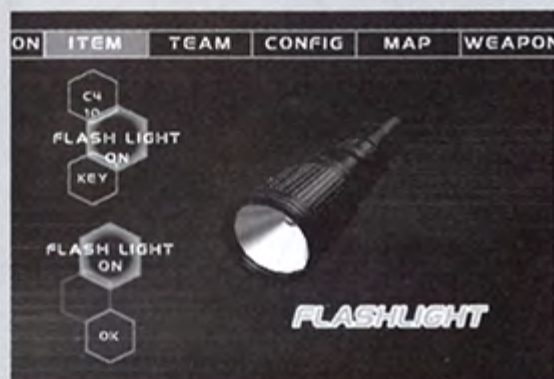 ON ITEM TEAM CONFIG MAP WEAPON
C4
10
FLASH LIGHT
ON
KEY
FLASH LIGHT
ON
OK
FLASHLIGHT